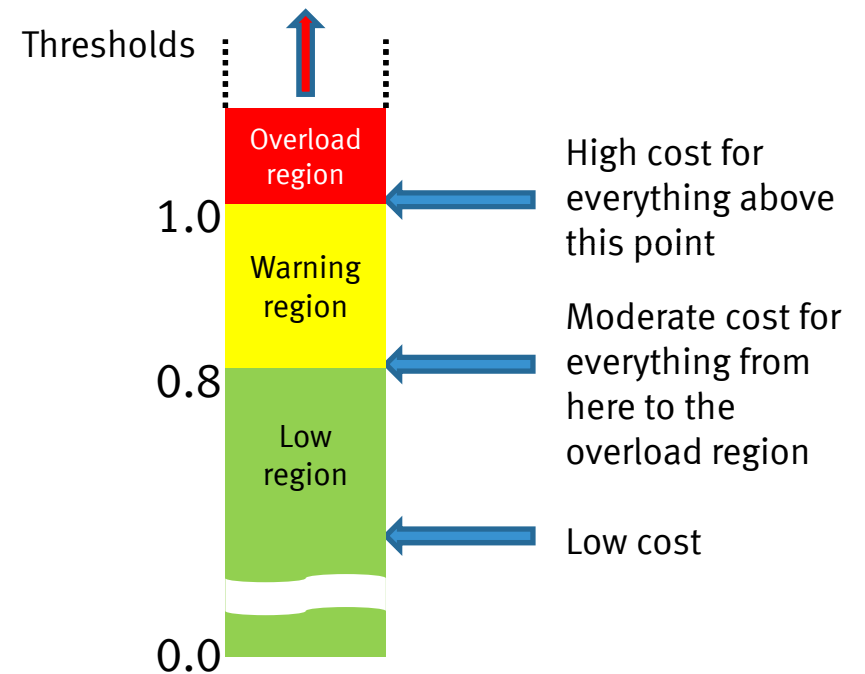 Thresholds
Overload
region
1.0
High cost for
everything above
this point
Warning
region
0.8
Moderate cost for
everything from
here to the
overload region
Low
region
Low cost
0.0